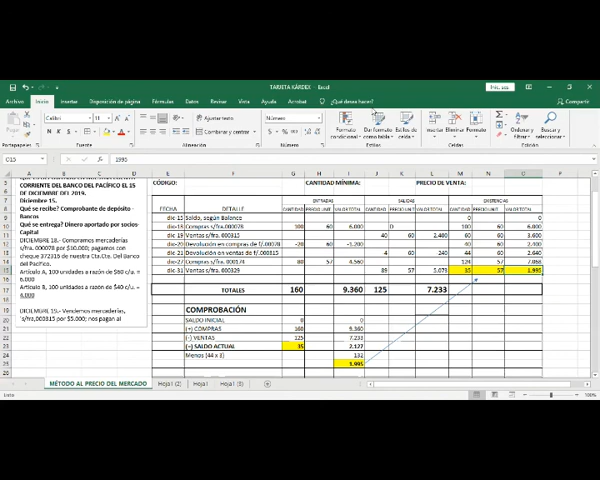 TARJETA KÁRDEX - Excel
Archivo Inicio Insertar Disposición de página Fórmulas Datos Revisar Vista Ayuda Acrobat ¿Qué desea hacer? Compartir
Calibri 11 Ajustar texto Número
Pegar N K S Combinar y centrar Formato condicional Dar formato como tabla Estilos de celda Insertar Eliminar Formato Ordenar y filtrar Buscar y seleccionar
Portapapeles Fuente Alineación Número Estilos Celdas Edición
O15 1995
A B C D E F G H I J K L M N O P
CORRIENTE DEL BANCO DEL PACÍFICO EL 15
DE DICIEMBRE DEL 2019.
Diciembre 15.
Qué se recibe? Comprobante de depósito -
Bancos
Qué se entrega? Dinero aportado por socios-
Capital
DICIEMBRE 18.- Compramos mercaderías
s/fra. 000078 por $10.000; pagamos con
cheque 372316 de nuestra Cta.Cte. Del Banco
del Pacífico.
Artículo A, 100 unidades a razón de $60 c/u. =
6.000
Artículo B, 100 unidades a razón de $40 c/u. =
4.000
DICIEMBRE 19.- Vendemos mercaderías,
s/fra.000315 por $5.000; nos pagan al
CÓDIGO: CANTIDAD MÍNIMA: PRECIO DE VENTA:
ENTRADAS SALIDAS EXISTENCIAS
FECHA DETALLE CANTIDAD PRECIO UNIT VALOR TOTAL CANTIDAD PRECIO UNIT VALOR TOTAL CANTIDAD PRECIO UNIT VALOR TOTAL
dic-15 Saldo, según Balance 0 0
dic-18 Compras s/fra.000078 100 60 6.000 0 100 60 6.000
dic-19 Ventas s/fra. 000315 40 60 2.400 60 60 3.600
dic-20 Devolución en compras de f/.00078 -20 60 -1.200 40 60 2.400
dic-21 Devolución en ventas de f/.000315 4 60 240 44 60 2.640
dic-27 Compras s/fra. 000174 80 57 4.560 124 57 7.068
dic-31 Ventas s/fra. 000329 89 57 5.073 35 57 1.995
TOTALES 160 9.360 125 7.233
COMPROBACIÓN
SALDO INICIAL 0 0
(+) COMPRAS 160 9.360
(-) VENTAS 125 7.233
(=) SALDO ACTUAL 35 2.127
Menos (44 x 3) 132
1.995
MÉTODO AL PRECIO DEL MERCADO Hoja1 (2) Hoja1 Hoja1 (3)
Listo 100%